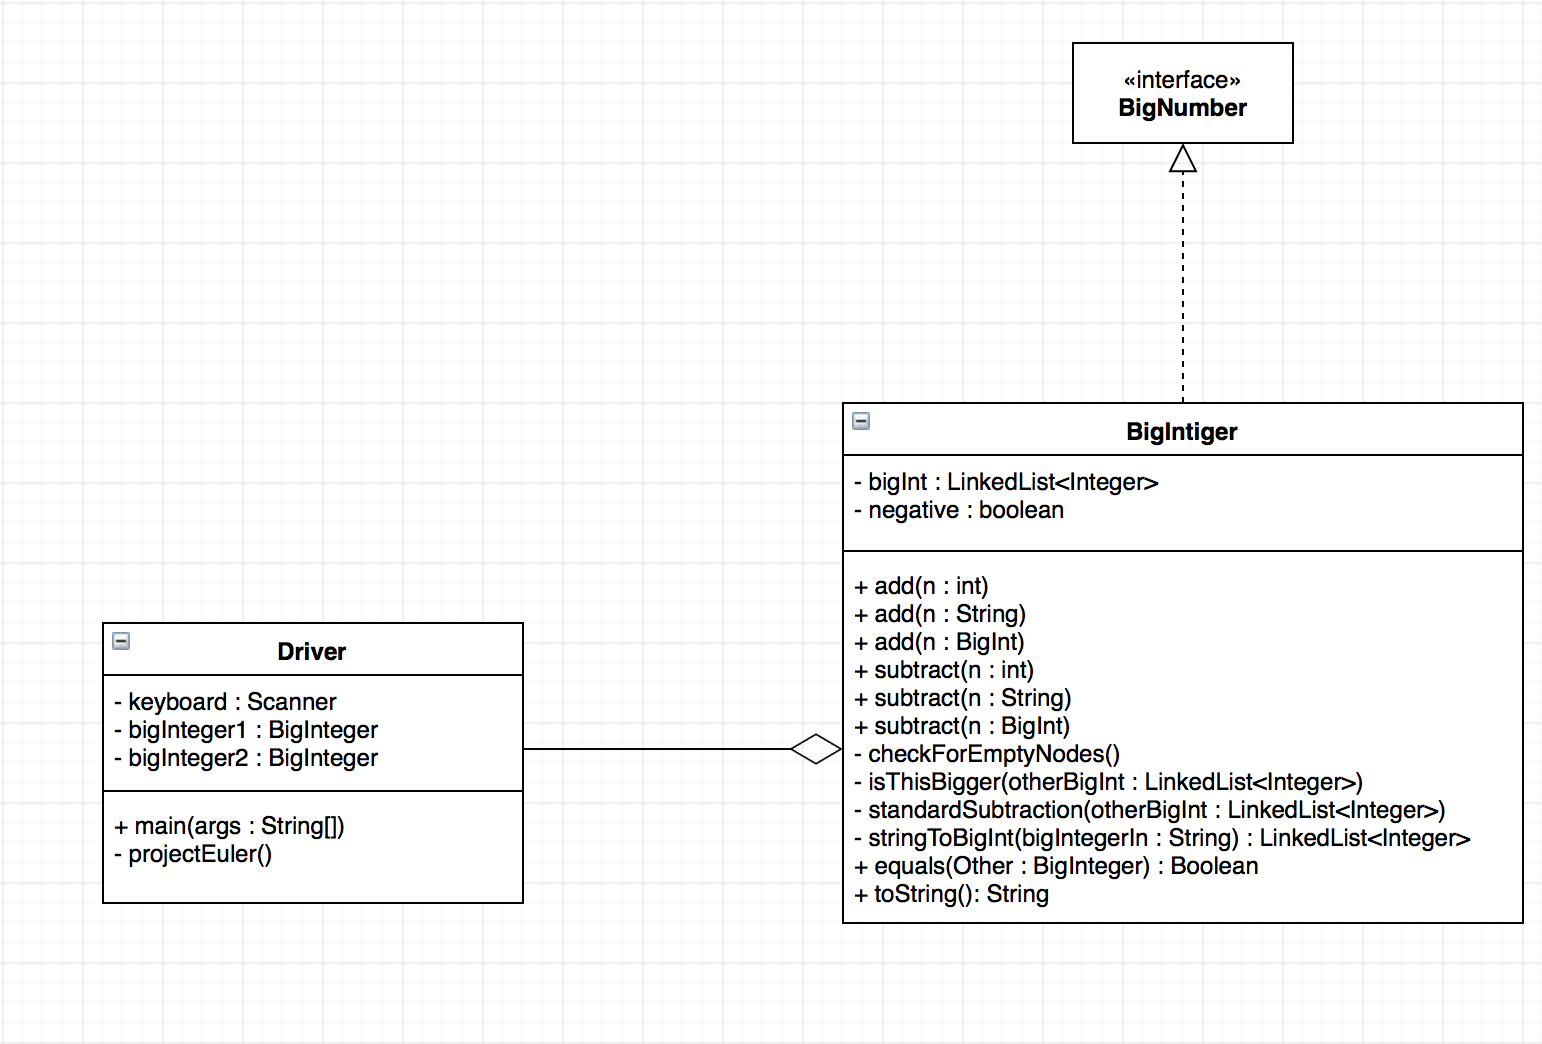 «interface»
BigNumber
BigIntiger
- bigInt : LinkedList<Integer>
- negative : boolean
+ add(n : int)
+ add(n : String)
+ add(n : BigInt)
+ subtract(n : int)
+ subtract(n : String)
+ subtract(n : BigInt)
- checkForEmptyNodes()
- isThisBigger(otherBigInt : LinkedList<Integer>)
- standardSubtraction(otherBigInt : LinkedList<Integer>)
- stringToBigInt(bigIntegerIn : String) : LinkedList<Integer>
+ equals(Other : BigInteger) : Boolean
+ toString(): String
Driver
- keyboard : Scanner
- bigInteger1 : BigInteger
- bigInteger2 : BigInteger
+ main(args : String[])
- projectEuler()